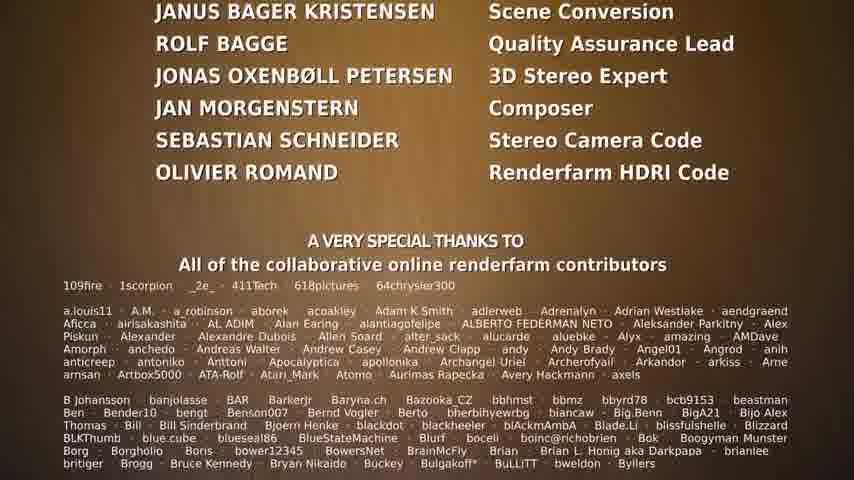 JANUS BAGER KRISTENSEN Scene Conversion
ROLF BAGGE Quality Assurance Lead
JONAS OXENBØLL PETERSEN 3D Stereo Expert
JAN MORGENSTERN Composer
SEBASTIAN SCHNEIDER Stereo Camera Code
OLIVIER ROMAND Renderfarm HDRI Code
A VERY SPECIAL THANKS TO
All of the collaborative online renderfarm contributors
109fire · 1scorpion · _2e_ · 411Tech · 618pictures · 64chrysler300
a.louis11 · A.M. · a_robinson · aborek · acoakley · Adam K Smith · adlerweb · Adrenalyn · Adrian Westlake · aendgraend
Aficca · airisakashita · AL ADIM · Alan Earing · alantiagofelipe · ALBERTO FEDERMAN NETO · Aleksander Parkitny · Alex
Piskun · Alexander · Alexandre Dubois · Allen Soard · alter_sack · alucarde · aluebke · Alyx · amazing · AMDave
Amorph · anchedo · Andreas Walter · Andrew Casey · Andrew Clapp · andy · Andy Brady · Angel01 · Angrod · anih
anticreep · antoniko · Anttoni · Apocalyptica · apollonika · Archangel Uriel · Archerofyall · Arkandor · arkiss · Arne
arnsan · Artbox5000 · ATA-Rolf · Atari_Mark · Atomo · Aurimas Rapecka · Avery Hackmann · axels
B Johansson · banjolasse · BAR · BarkerJr · Baryna.ch · Bazooka_CZ · bbhmst · bbmz · bbyrd78 · bcb9153 · beastman
Ben · Bender10 · bengt · Benson007 · Bernd Vogler · Berto · bherbihyewrbg · biancaw · Big.Benn · BigA21 · Bijo Alex
Thomas · Bill · Bill Sinderbrand · Bjoern Henke · blackdot · blackheeler · blAckmAmbA · Blade.Li · blissfulshelle · Blizzard
BLKThumb · blue.cube · blueseal86 · BlueStateMachine · Blurf · boceli · boinc@richobrien · Bok · Boogyman Munster
Borg · Borgholio · Boris · bower12345 · BowersNet · BrainMcFly · Brian · Brian L. Honig aka Darkpapa · brianlee
britiger · Brogg · Bruce Kennedy · Bryan Nikaido · Buckey · Bulgakoff* · BuLLiTT · bweldon · Byllers